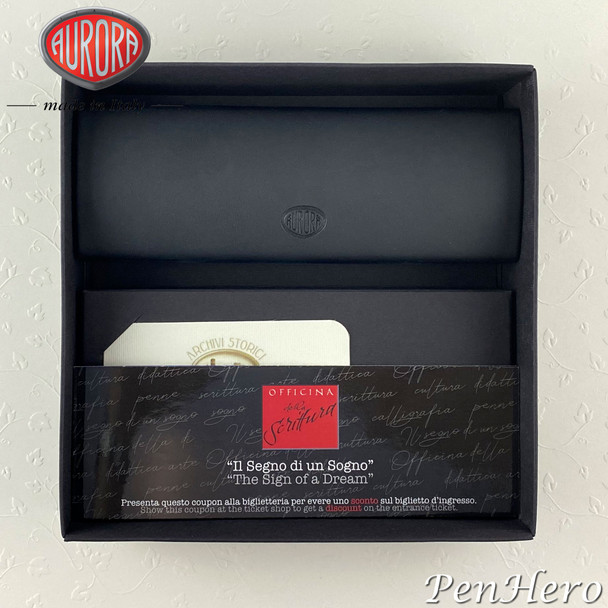 AURORA
made in Italy
AURORA
ARCHIVI STORICI
OFFICINA
della
Scrittura
"Il Segno di un Sogno"
"The Sign of a Dream"
Presenta questo coupon alla biglietteria per evere uno sconto sul biglietto d'ingresso.
Show this coupon at the ticket shop to get a discount on the entrance ticket.
PenHero